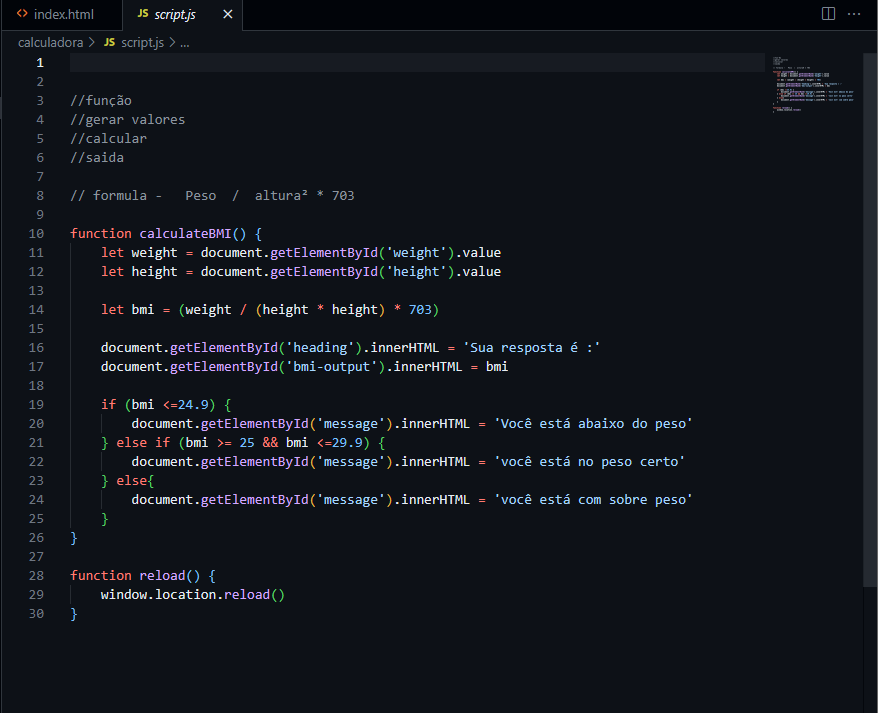 index.html
JS script.js
calculadora > JS script.js > ...
1
2
3 //função
4 //gerar valores
5 //calcular
6 //saida
7
8 // formula -   Peso  /  altura² * 703
9
10 function calculateBMI() {
11     let weight = document.getElementById('weight').value
12     let height = document.getElementById('height').value
13
14     let bmi = (weight / (height * height) * 703)
15
16     document.getElementById('heading').innerHTML = 'Sua resposta é :'
17     document.getElementById('bmi-output').innerHTML = bmi
18
19     if (bmi <=24.9) {
20         document.getElementById('message').innerHTML = 'Você está abaixo do peso'
21     } else if (bmi >= 25 && bmi <=29.9) {
22         document.getElementById('message').innerHTML = 'você está no peso certo'
23     } else{
24         document.getElementById('message').innerHTML = 'você está com sobre peso'
25     }
26 }
27
28 function reload() {
29     window.location.reload()
30 }